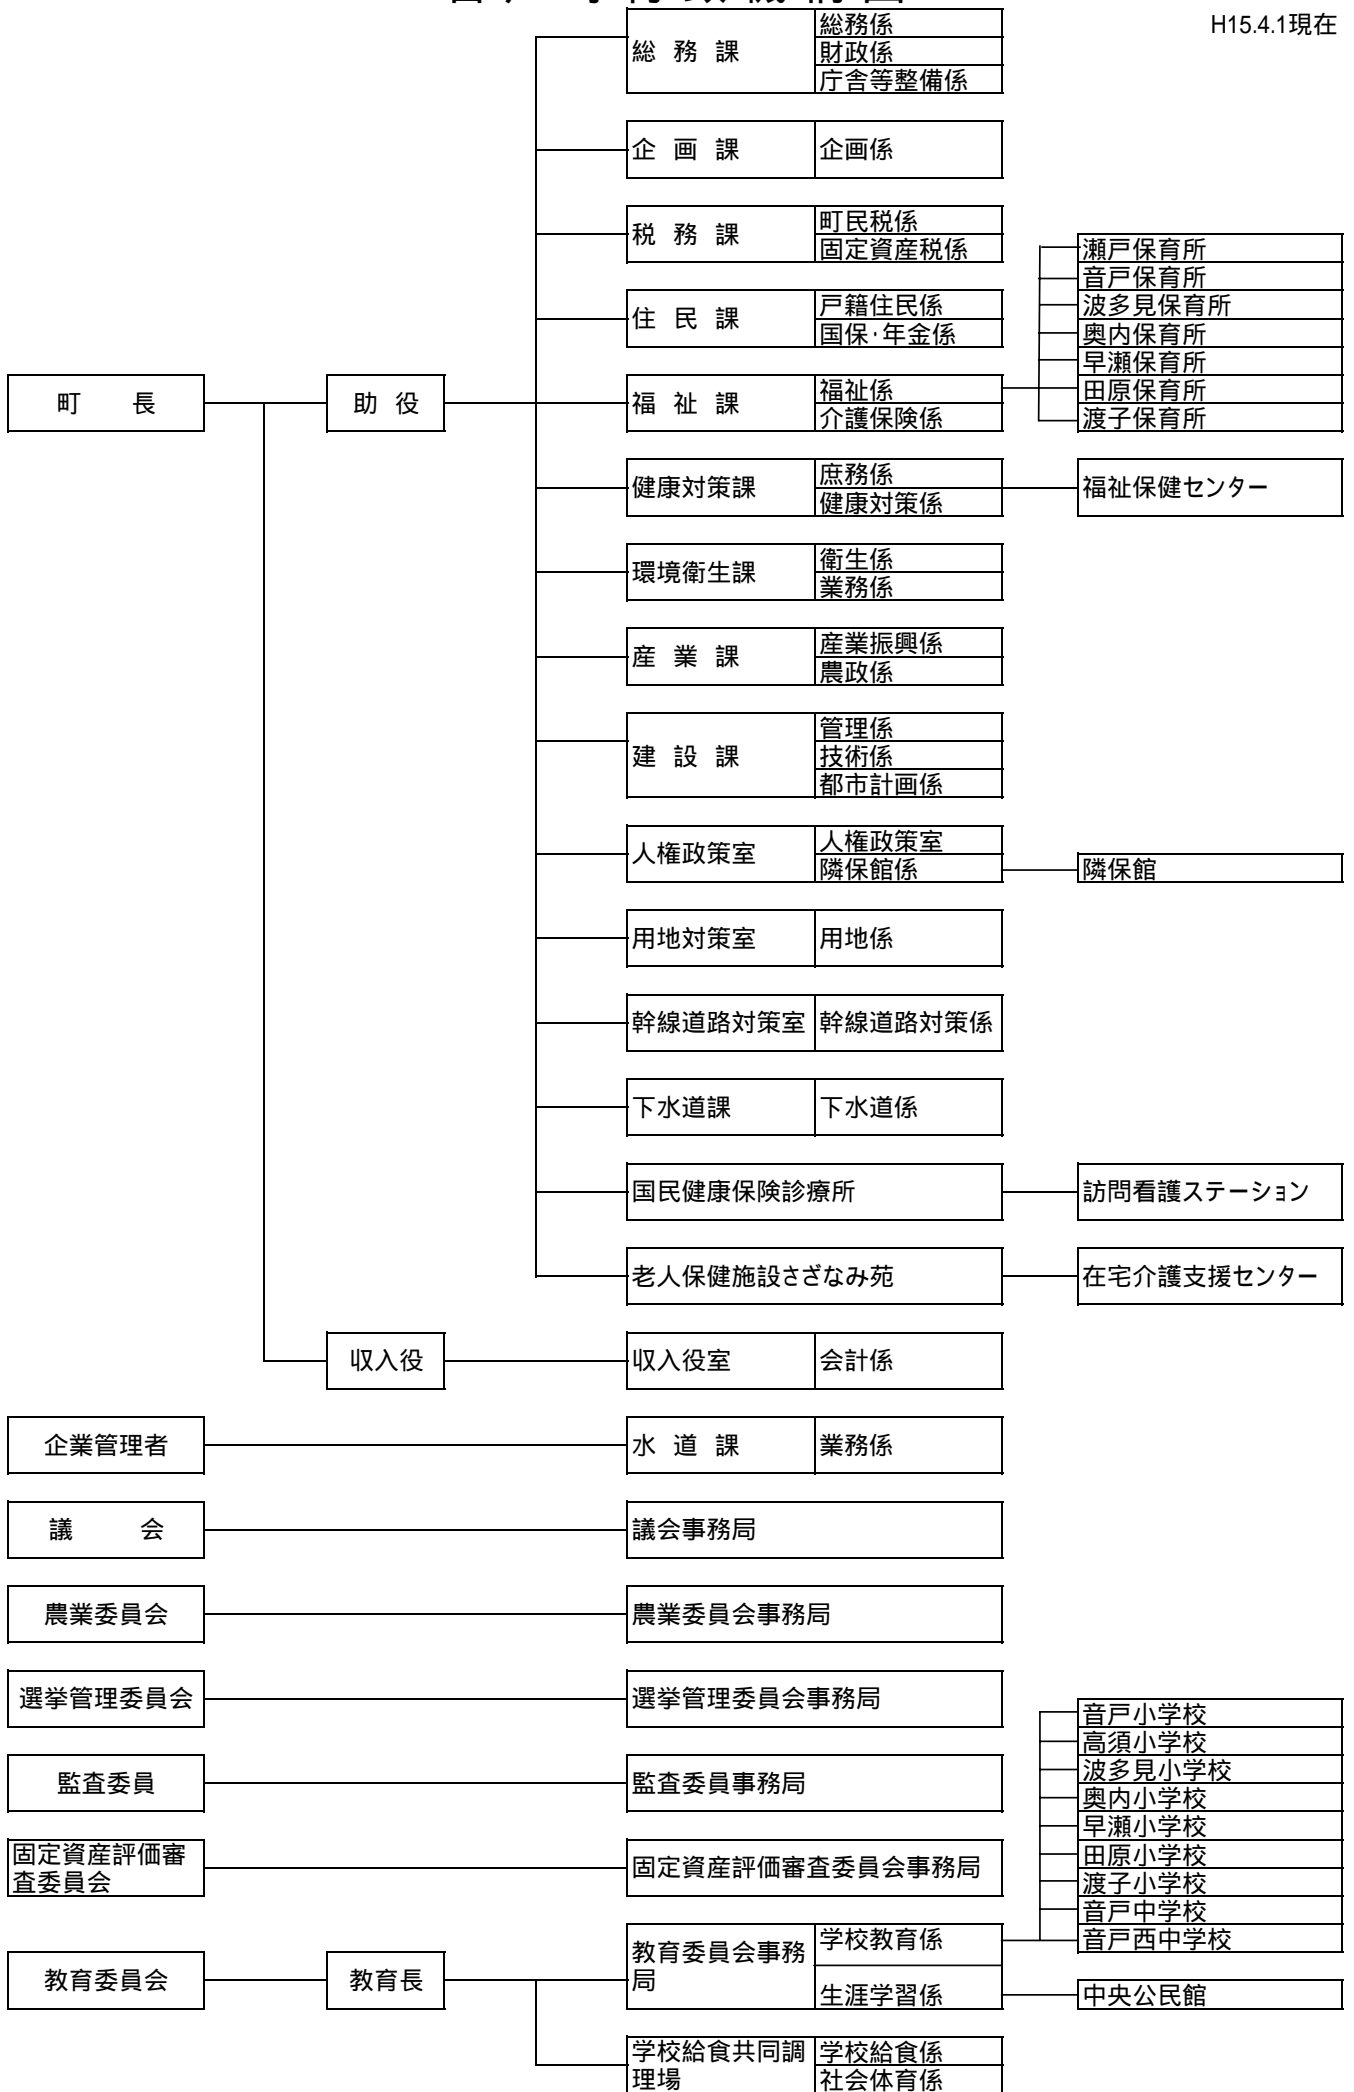 H15.4.1現在
総 務 課
総務係
財政係
庁舎等整備係
企 画 課
企画係
税 務 課
町民税係
固定資産税係
住 民 課
戸籍住民係
国保・年金係
町 長
助 役
福 祉 課
福祉係
介護保険係
瀬戸保育所
音戸保育所
波多見保育所
奥内保育所
早瀬保育所
田原保育所
渡子保育所
健康対策課
庶務係
健康対策係
福祉保健センター
環境衛生課
衛生係
業務係
産 業 課
産業振興係
農政係
建 設 課
管理係
技術係
都市計画係
人権政策室
人権政策室
隣保館係
隣保館
用地対策室
用地係
幹線道路対策室
幹線道路対策係
下水道課
下水道係
国民健康保険診療所
訪問看護ステーション
老人保健施設さざなみ苑
在宅介護支援センター
収入役
収入役室
会計係
企業管理者
水 道 課
業務係
議 会
議会事務局
農業委員会
農業委員会事務局
選挙管理委員会
選挙管理委員会事務局
監査委員
監査委員事務局
固定資産評価審
査委員会
固定資産評価審査委員会事務局
教育委員会
教育長
教育委員会事務
局
学校教育係
生涯学習係
音戸小学校
高須小学校
波多見小学校
奥内小学校
早瀬小学校
田原小学校
渡子小学校
音戸中学校
音戸西中学校
中央公民館
学校給食共同調
理場
学校給食係
社会体育係